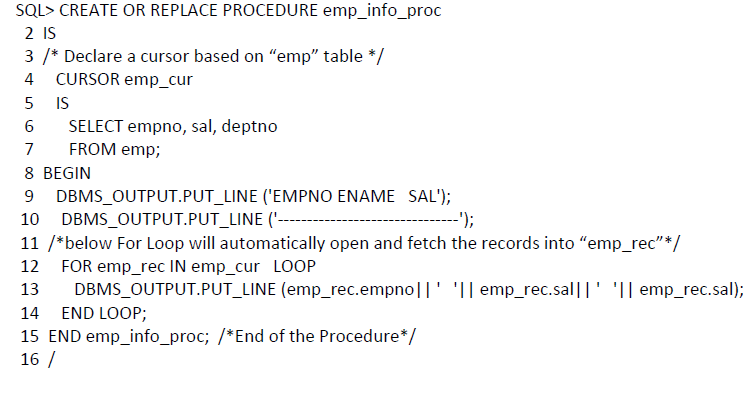 SQL> CREATE OR REPLACE PROCEDURE emp_info_proc
2 IS
3 /* Declare a cursor based on “emp” table */
4 CURSOR emp_cur
5 IS
6 SELECT empno, sal, deptno
7 FROM emp;
8 BEGIN
9 DBMS_OUTPUT.PUT_LINE ('EMPNO ENAME   SAL');
10 DBMS_OUTPUT.PUT_LINE ('-------------------------------');
11 /*below For Loop will automatically open and fetch the records into “emp_rec”*/
12 FOR emp_rec IN emp_cur   LOOP
13 DBMS_OUTPUT.PUT_LINE (emp_rec.empno||'  '|| emp_rec.sal||'  '|| emp_rec.sal);
14 END LOOP;
15 END emp_info_proc;  /*End of the Procedure*/
16 /